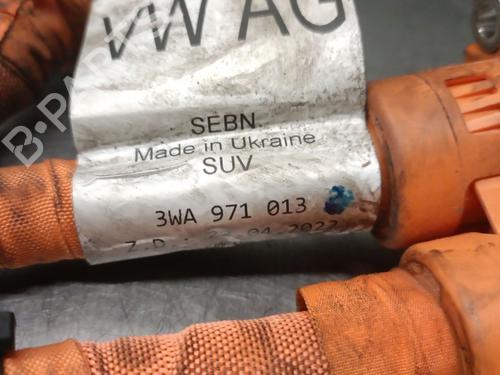 VW AG
SEBN
Made in Ukraine
SUV
3WA 971 013
B-PARTS